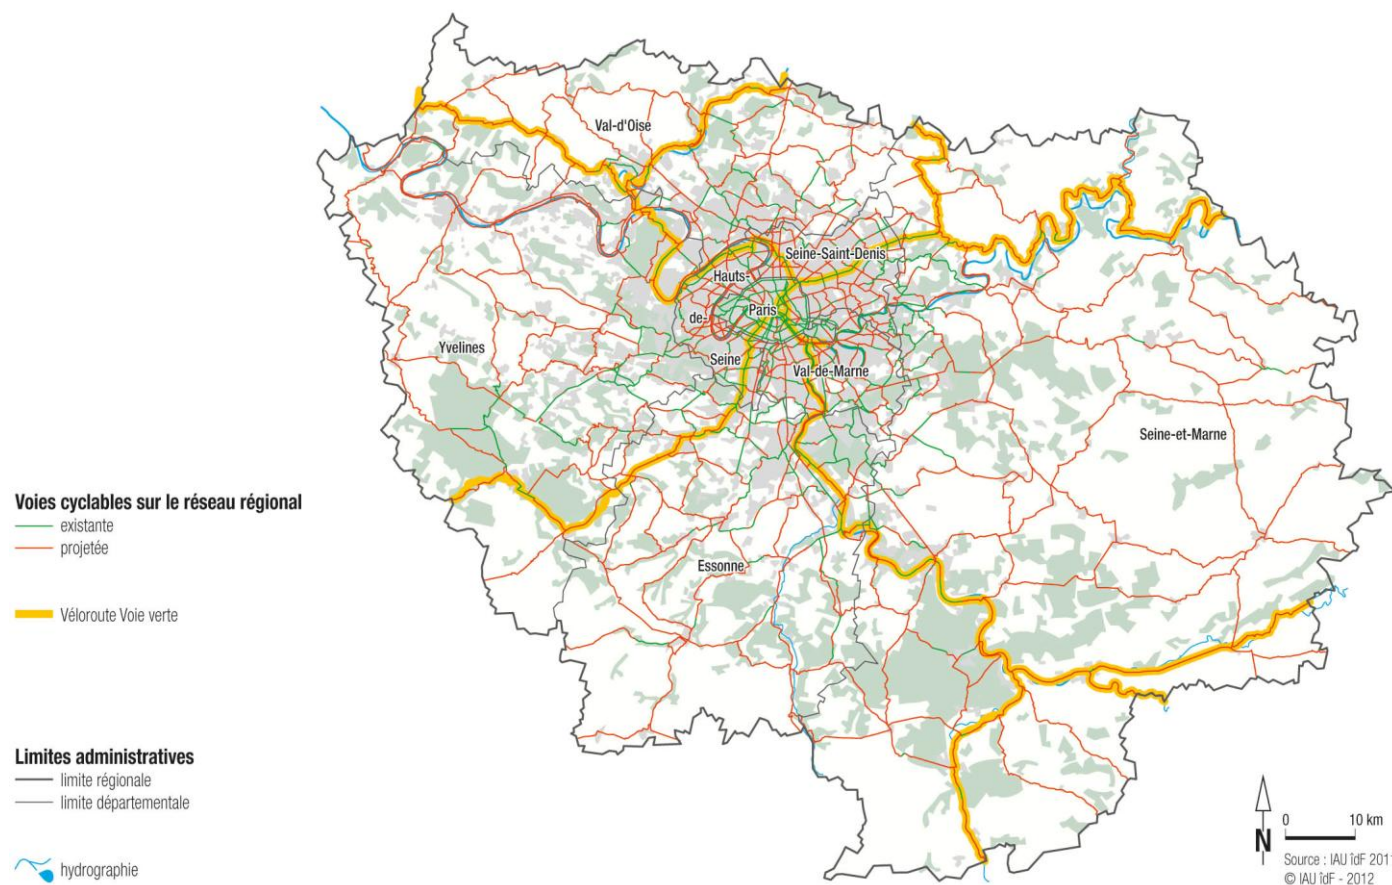 Val-d'Oise
Seine-Saint-Denis
Hauts-
de-
Paris
Yvelines
Seine
Val-de-Marne
Seine-et-Marne
Essonne
Voies cyclables sur le réseau régional
existante
projetée
Véloroute Voie verte
Limites administratives
limite régionale
limite départementale
hydrographie
N
0 10 km
Source : IAU îdF 2011
© IAU îdF - 2012